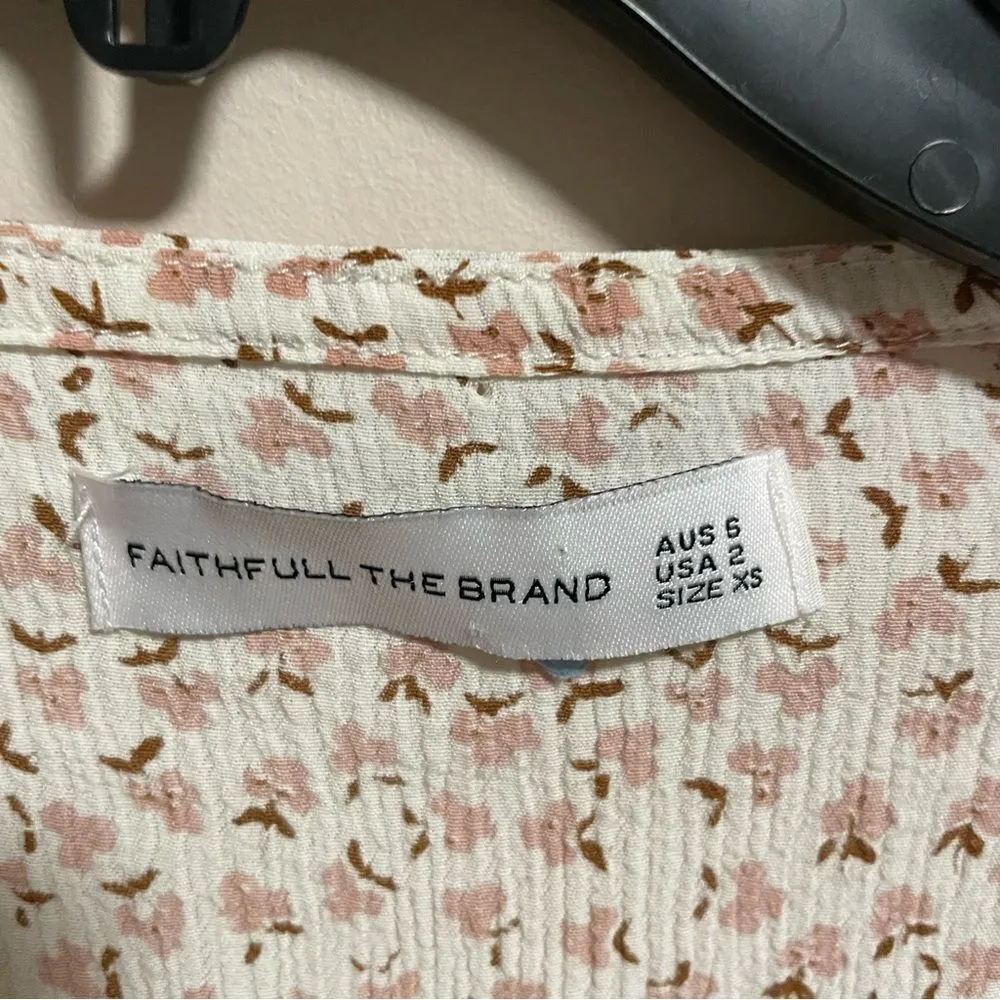 FAITHFULL THE BRAND
AUS 6
USA 2
SIZE XS